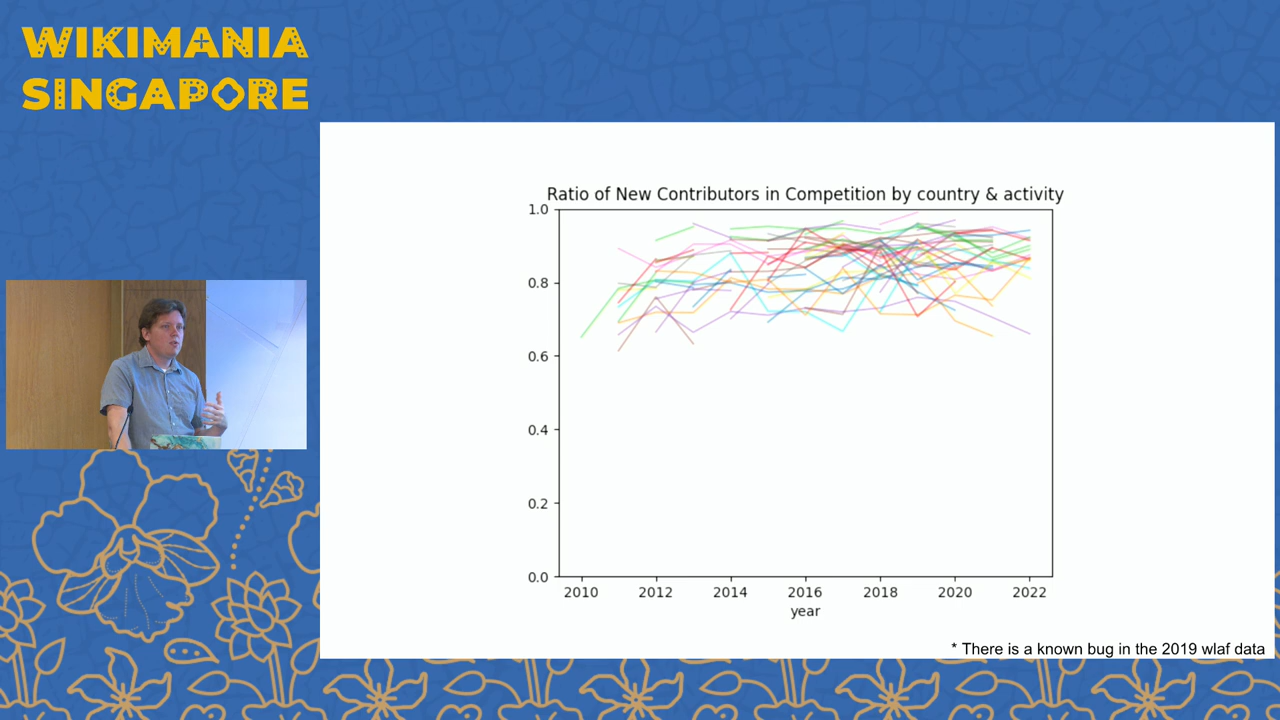 WIKIMANIA
SINGAPORE
Ratio of New Contributors in Competition by country & activity
1.0
0.8
0.6
0.4
0.2
0.0
2010 2012 2014 2016 2018 2020 2022
year
* There is a known bug in the 2019 wlaf data